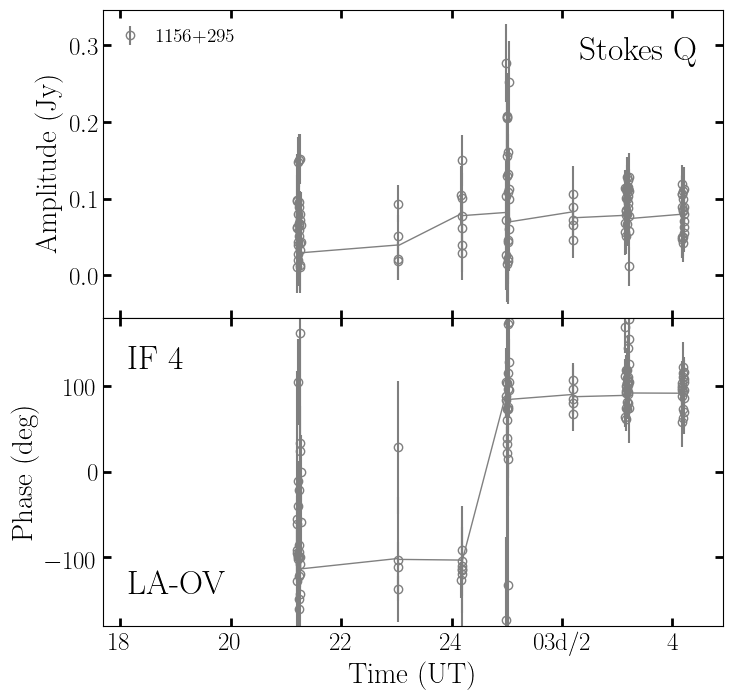 1156+295
Stokes Q
0.3
0.2
0.1
0.0
Amplitude (Jy)
IF 4
100
0
−100
Phase (deg)
LA-OV
18 20 22 24 03d/2 4
Time (UT)